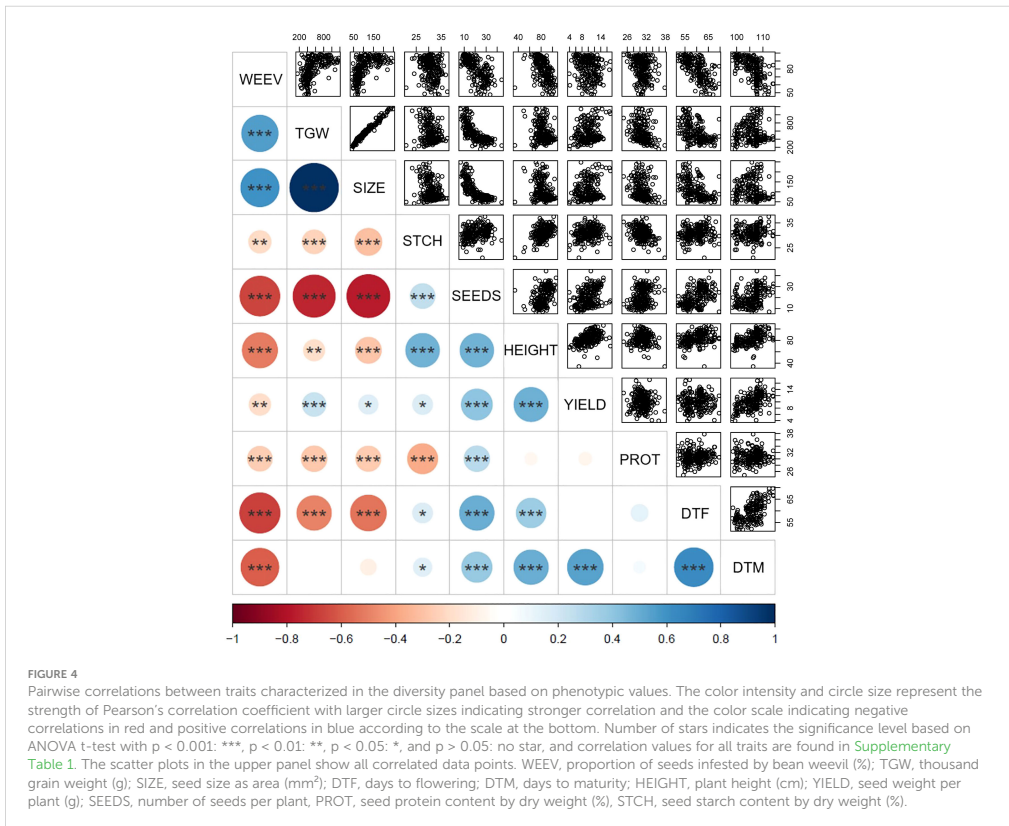 200 800 50 150 25 35 10 30 40 80 4 8 14 26 32 38 55 65 100 110
WEEV 80 50
*** TGW 800 200
*** *** SIZE 150 50
** *** *** STCH 35 25
*** *** *** *** SEEDS 30 10
*** ** *** *** *** HEIGHT 80 40
** *** * * *** *** YIELD 14 8 4
*** *** *** *** *** PROT 38 32 26
*** *** *** * *** *** DTF 65 55
*** * *** *** *** *** DTM
−1 −0.8 −0.6 −0.4 −0.2 0 0.2 0.4 0.6 0.8 1
FIGURE 4
Pairwise correlations between traits characterized in the diversity panel based on phenotypic values. The color intensity and circle size represent the
strength of Pearson's correlation coefficient with larger circle sizes indicating stronger correlation and the color scale indicating negative
correlations in red and positive correlations in blue according to the scale at the bottom. Number of stars indicates the significance level based on
ANOVA t-test with p < 0.001: ***, p < 0.01: **, p < 0.05: *, and p > 0.05: no star, and correlation values for all traits are found in Supplementary
Table 1. The scatter plots in the upper panel show all correlated data points. WEEV, proportion of seeds infested by bean weevil (%); TGW, thousand
grain weight (g); SIZE, seed size as area (mm²); DTF, days to flowering; DTM, days to maturity; HEIGHT, plant height (cm); YIELD, seed weight per
plant (g); SEEDS, number of seeds per plant, PROT, seed protein content by dry weight (%), STCH, seed starch content by dry weight (%).